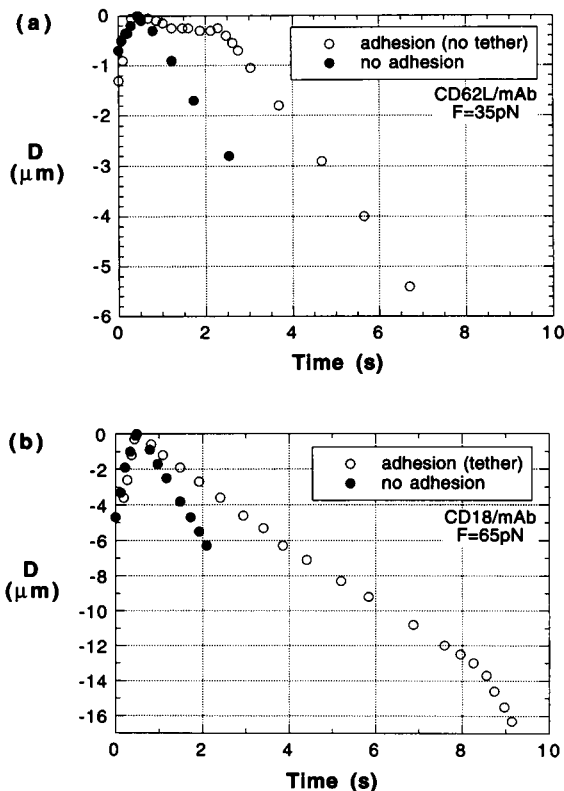 (a)
0
-1
-2
-3
-4
-5
-6
D
(μm)
○ adhesion (no tether)
● no adhesion
CD62L/mAb
F=35pN
0 2 4 6 8 10
Time (s)
(b)
0
-2
-4
-6
-8
-10
-12
-14
-16
D
(μm)
○ adhesion (tether)
● no adhesion
CD18/mAb
F=65pN
0 2 4 6 8 10
Time (s)